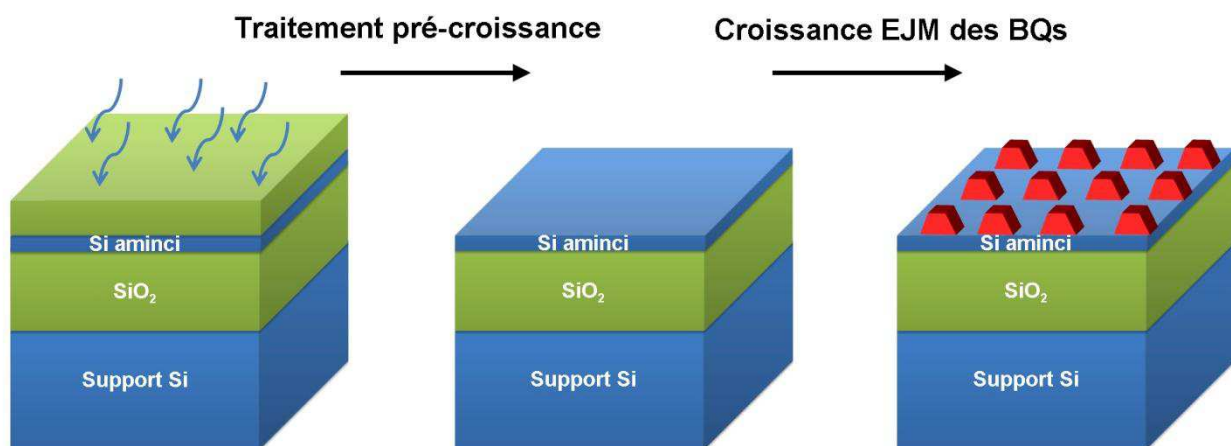 Traitement pré-croissance
Croissance EJM des BQs
Si aminci
SiO₂
Support Si
Si aminci
SiO₂
Support Si
Si aminci
SiO₂
Support Si